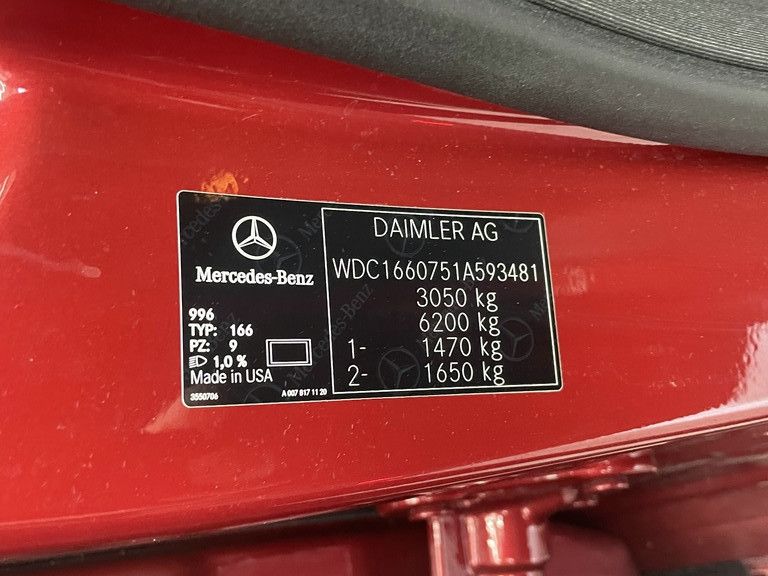 Mercedes-Benz
996
TYP: 166
PZ: 9
1,0 %
Made in USA
3550706
A 007 817 11 20
DAIMLER AG
WDC1660751A593481
3050 kg
6200 kg
1- 1470 kg
2- 1650 kg